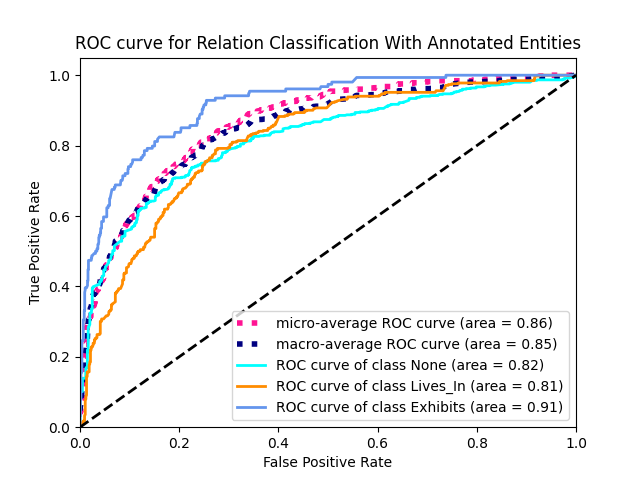 ROC curve for Relation Classification With Annotated Entities
1.0
0.8
0.6
0.4
0.2
0.0
True Positive Rate
micro-average ROC curve (area = 0.86)
macro-average ROC curve (area = 0.85)
ROC curve of class None (area = 0.82)
ROC curve of class Lives_In (area = 0.81)
ROC curve of class Exhibits (area = 0.91)
0.0 0.2 0.4 0.6 0.8 1.0
False Positive Rate